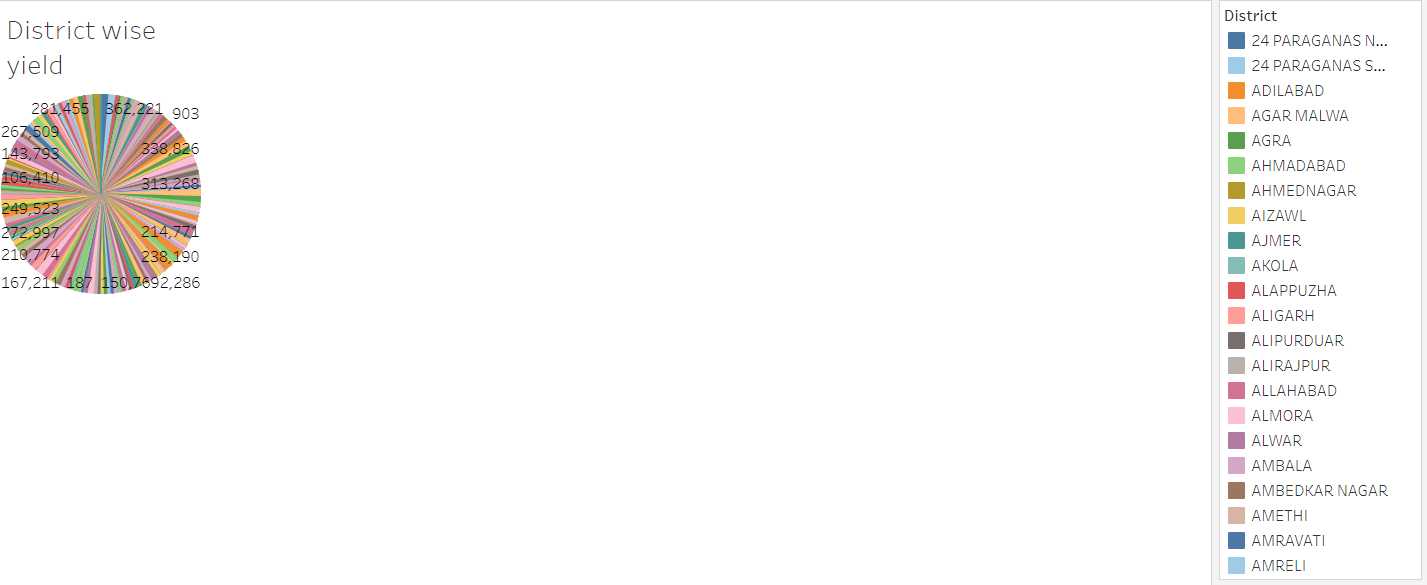 District wise
yield
281,455 362,221 903
267,509
143,793 338,826
106,410 313,268
249,523
272,997 214,771
210,774 238,190
167,211 187 150,7692,286
District
24 PARAGANAS N...
24 PARAGANAS S...
ADILABAD
AGAR MALWA
AGRA
AHMADABAD
AHMEDNAGAR
AIZAWL
AJMER
AKOLA
ALAPPUZHA
ALIGARH
ALIPURDUAR
ALIRAJPUR
ALLAHABAD
ALMORA
ALWAR
AMBALA
AMBEDKAR NAGAR
AMETHI
AMRAVATI
AMRELI